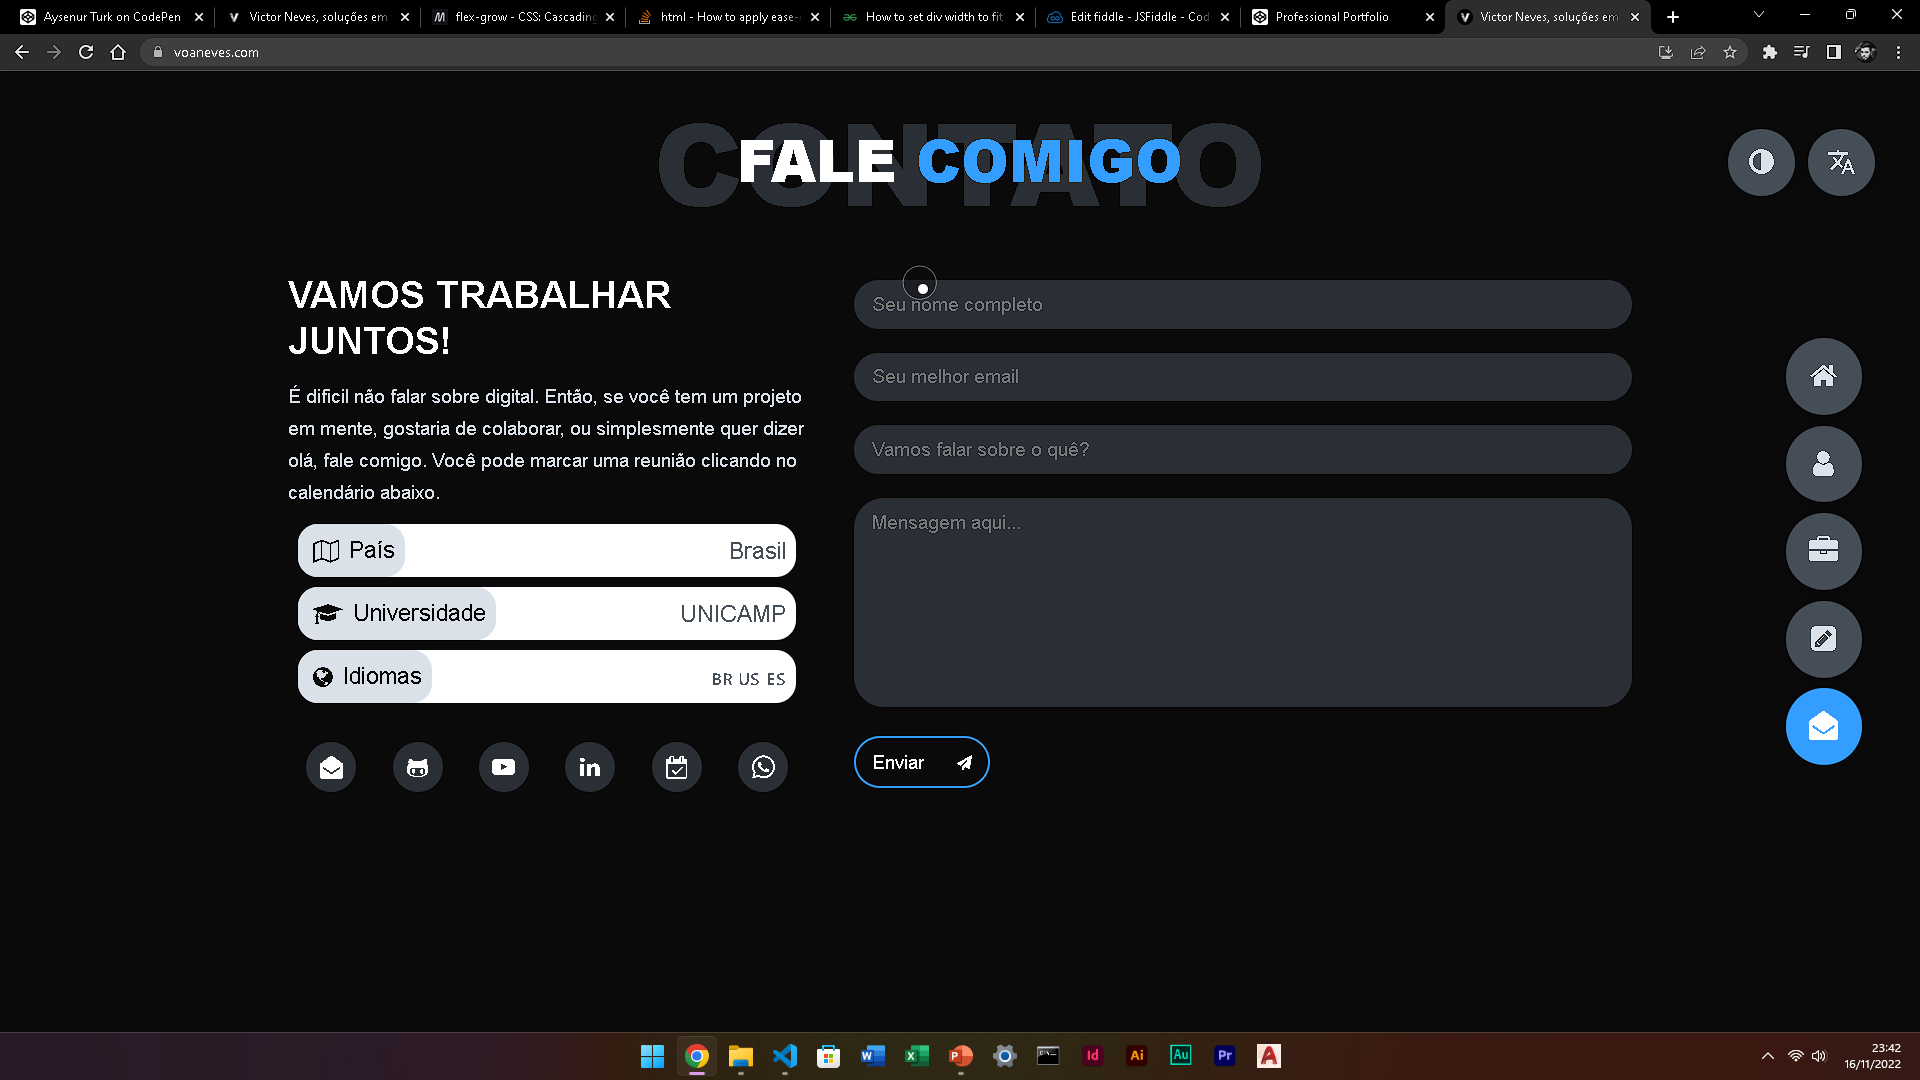 Aysenur Turk on CodePen
Victor Neves, soluções em
flex-grow - CSS: Cascading
html - How to apply ease-
How to set div width to fit
Edit fiddle - JSFiddle - Cod
Professional Portfolio
Victor Neves, soluções em
voaneves.com
CONTATO
FALE COMIGO
VAMOS TRABALHAR
JUNTOS!
É dificil não falar sobre digital. Então, se você tem um projeto
em mente, gostaria de colaborar, ou simplesmente quer dizer
olá, fale comigo. Você pode marcar uma reunião clicando no
calendário abaixo.
País
Brasil
Universidade
UNICAMP
Idiomas
BR US ES
Seu nome completo
Seu melhor email
Vamos falar sobre o quê?
Mensagem aqui...
Enviar
23:42
16/11/2022